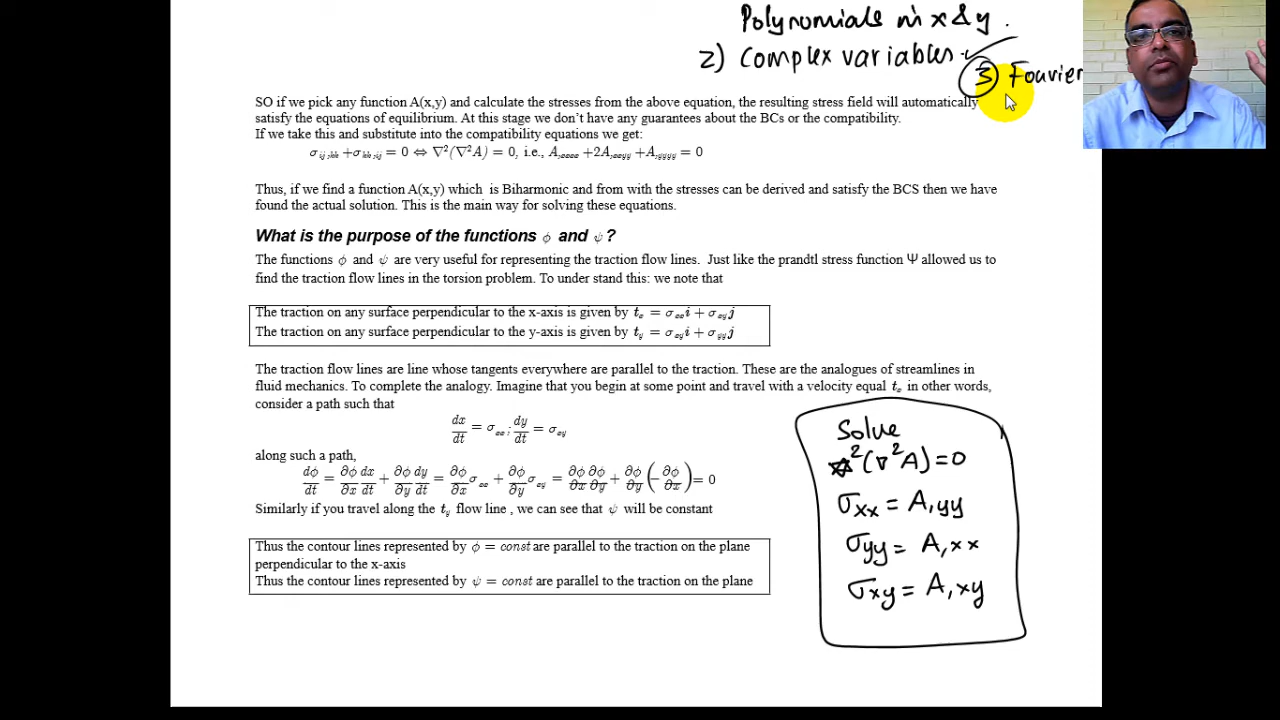 Polynomials in x & y.
2) Complex variables.
3) Fourier
SO if we pick any function A(x,y) and calculate the stresses from the above equation, the resulting stress field will automatically
satisfy the equations of equilibrium. At this stage we don't have any guarantees about the BCs or the compatibility.
If we take this and substitute into the compatibility equations we get:
σij,kk +σkk,ij = 0 ⇔ ∇²(∇²A) = 0, i.e., A,xxxx +2A,xxyy +A,yyyy = 0
Thus, if we find a function A(x,y) which is Biharmonic and from with the stresses can be derived and satisfy the BCS then we have
found the actual solution. This is the main way for solving these equations.
What is the purpose of the functions ϕ and ψ ?
The functions ϕ and ψ are very useful for representing the traction flow lines. Just like the prandtl stress function Ψ allowed us to
find the traction flow lines in the torsion problem. To under stand this: we note that
The traction on any surface perpendicular to the x-axis is given by tx = σxxi + σxyj
The traction on any surface perpendicular to the y-axis is given by ty = σxyi + σyyj
The traction flow lines are line whose tangents everywhere are parallel to the traction. These are the analogues of streamlines in
fluid mechanics. To complete the analogy. Imagine that you begin at some point and travel with a velocity equal tx in other words,
consider a path such that
dx/dt = σxx; dy/dt = σxy
along such a path,
dϕ/dt = ∂ϕ/∂x dx/dt + ∂ϕ/∂y dy/dt = ∂ϕ/∂x σxx + ∂ϕ/∂y σxy = ∂ϕ/∂x ∂ϕ/∂y + ∂ϕ/∂y (−∂ϕ/∂x) = 0
Similarly if you travel along the ty flow line , we can see that ψ will be constant
Thus the contour lines represented by ϕ = const are parallel to the traction on the plane
perpendicular to the x-axis
Thus the contour lines represented by ψ = const are parallel to the traction on the plane
Solve
∇²(∇²A) = 0
σxx = A,yy
σyy = A,xx
σxy = A,xy